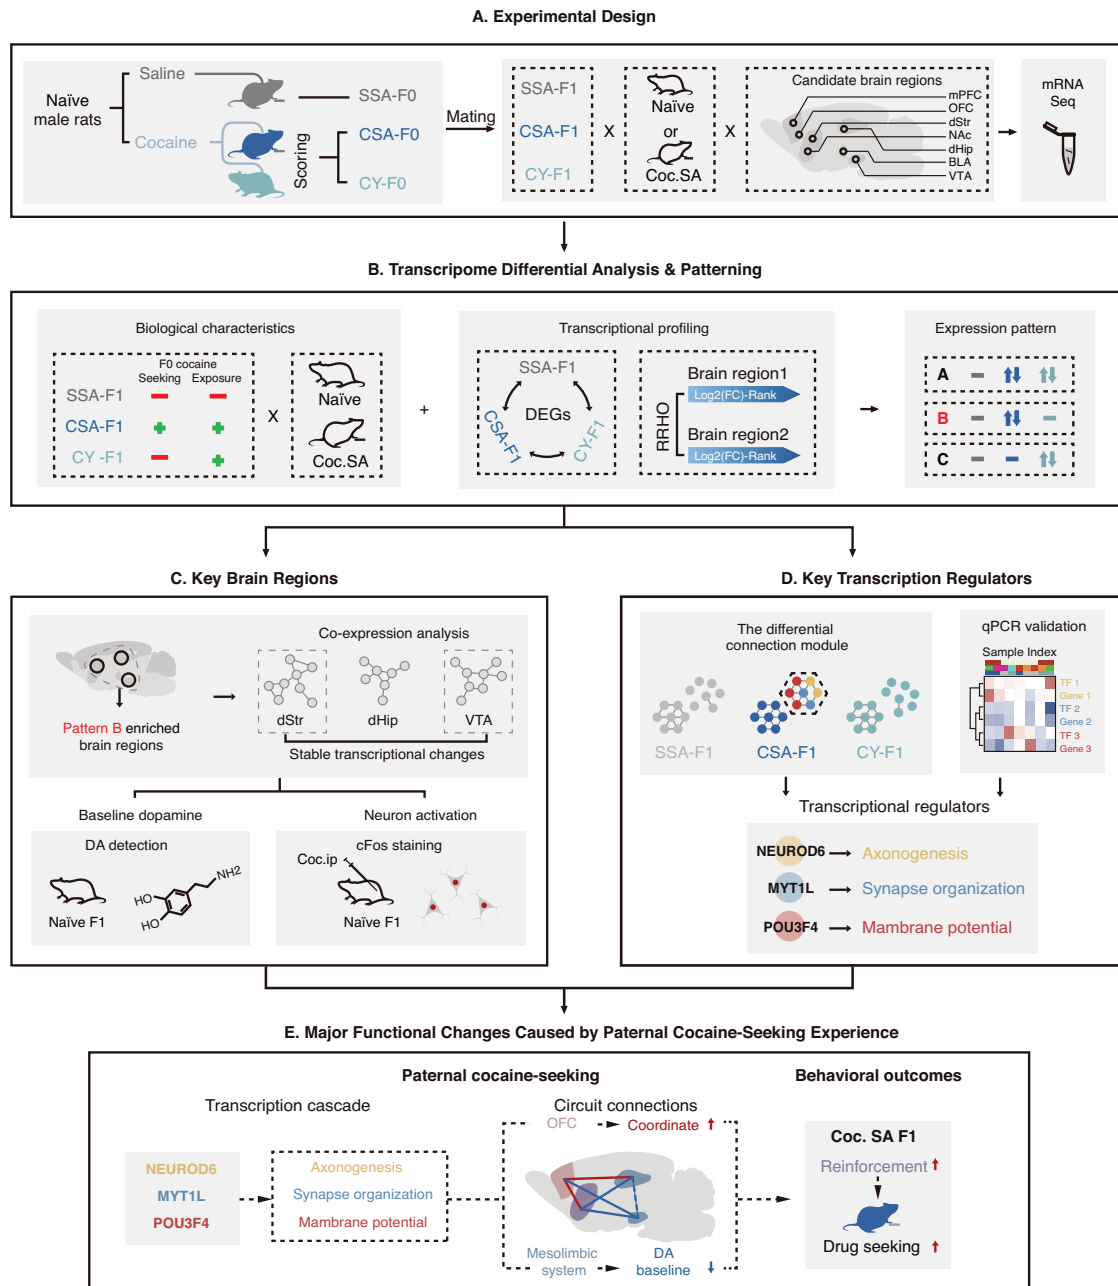 A. Experimental Design
Naïve
male rats
Saline
Cocaine
Scoring
SSA-F0
CSA-F0
CY-F0
Mating
SSA-F1
CSA-F1
CY-F1
X
Naïve
or
Coc.SA
X
Candidate brain regions
mPFC
OFC
dStr
NAc
dHip
BLA
VTA
mRNA
Seq
B. Transcripome Differential Analysis & Patterning
Biological characteristics
F0 cocaine
Seeking Exposure
SSA-F1
CSA-F1
CY -F1
X
Naïve
Coc.SA
+
Transcriptional profiling
SSA-F1
DEGs
CSA-F1
CY-F1
RRHO
Brain region1
Log2(FC)-Rank
Brain region2
Log2(FC)-Rank
Expression pattern
A
B
C
C. Key Brain Regions
Pattern B enriched
brain regions
Co-expression analysis
dStr
dHip
VTA
Stable transcriptional changes
Baseline dopamine
DA detection
Naïve F1
HO
HO
NH2
Neuron activation
cFos staining
Coc.ip
Naïve F1
D. Key Transcription Regulators
The differential
connection module
SSA-F1
CSA-F1
CY-F1
qPCR validation
Sample Index
TF 1
Gene 1
TF 2
Gene 2
TF 3
Gene 3
Transcriptional regulators
NEUROD6
Axonogenesis
MYT1L
Synapse organization
POU3F4
Mambrane potential
E. Major Functional Changes Caused by Paternal Cocaine-Seeking Experience
Paternal cocaine-seeking
Behavioral outcomes
Transcription cascade
NEUROD6
MYT1L
POU3F4
Axonogenesis
Synapse organization
Mambrane potential
Circuit connections
OFC
Coordinate
Mesolimbic
system
DA
baseline
Coc. SA F1
Reinforcement
Drug seeking